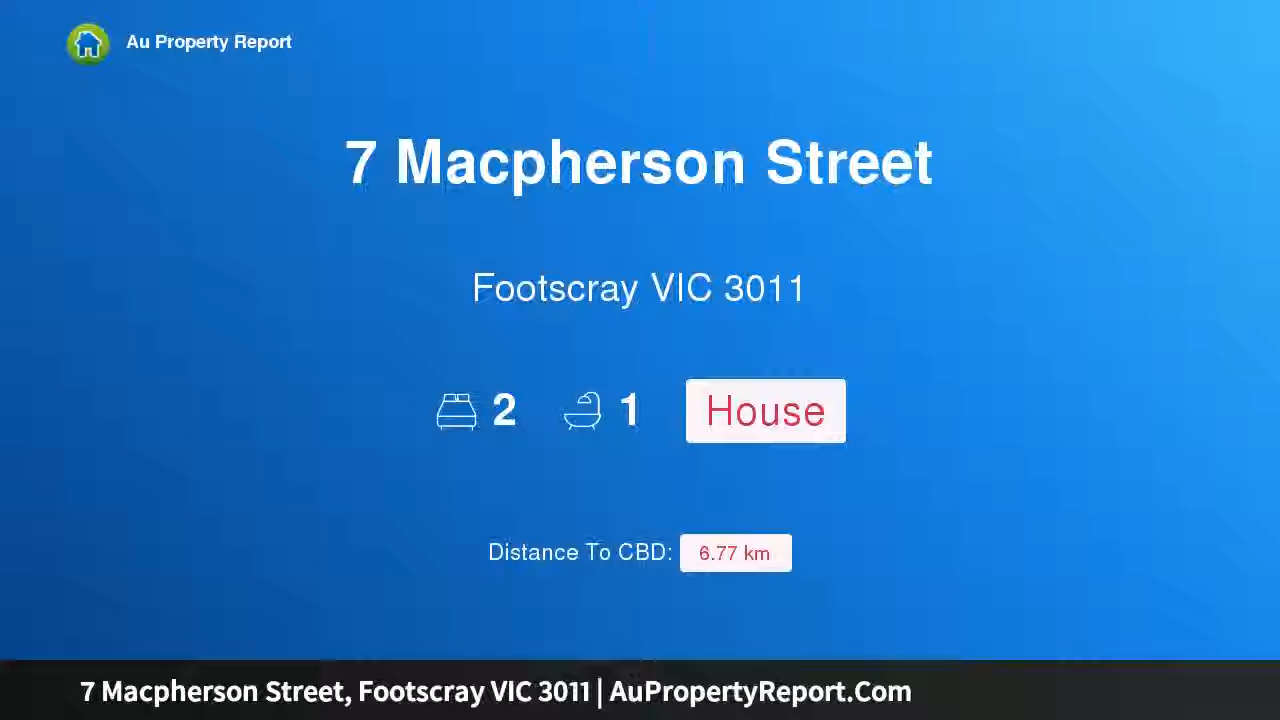 Au Property Report
7 Macpherson Street
Footscray VIC 3011
2 1 House
Distance To CBD: 6.77 km
7 Macpherson Street, Footscray VIC 3011 | AuPropertyReport.Com